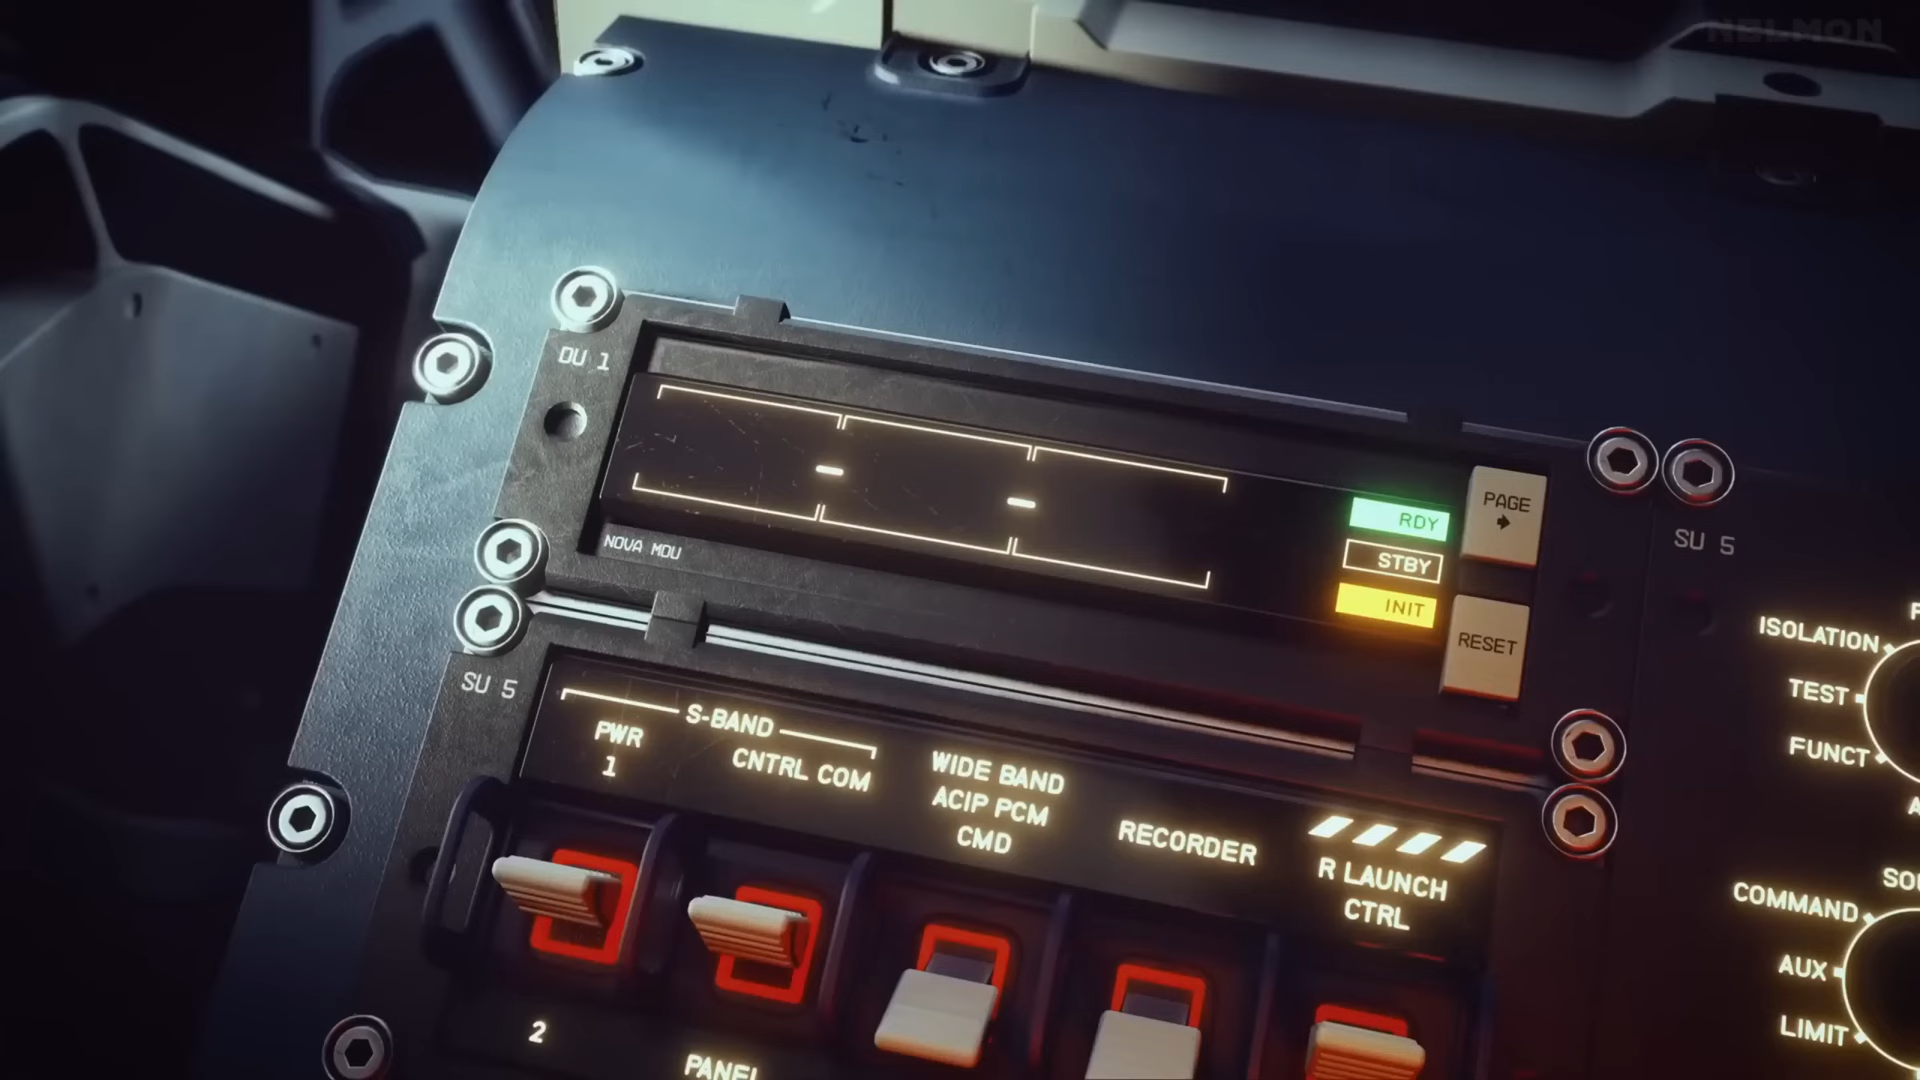 NELMON
DU 1
PAGE
RDY
STBY
INIT
NOVA MDU
RESET
SU 5
SU 5
S-BAND
PWR
1
CNTRL COM
WIDE BAND
ACIP PCM
CMD
RECORDER
R LAUNCH
CTRL
2
PANEL
ISOLATION
TEST
FUNCT
COMMAND
AUX
LIMIT